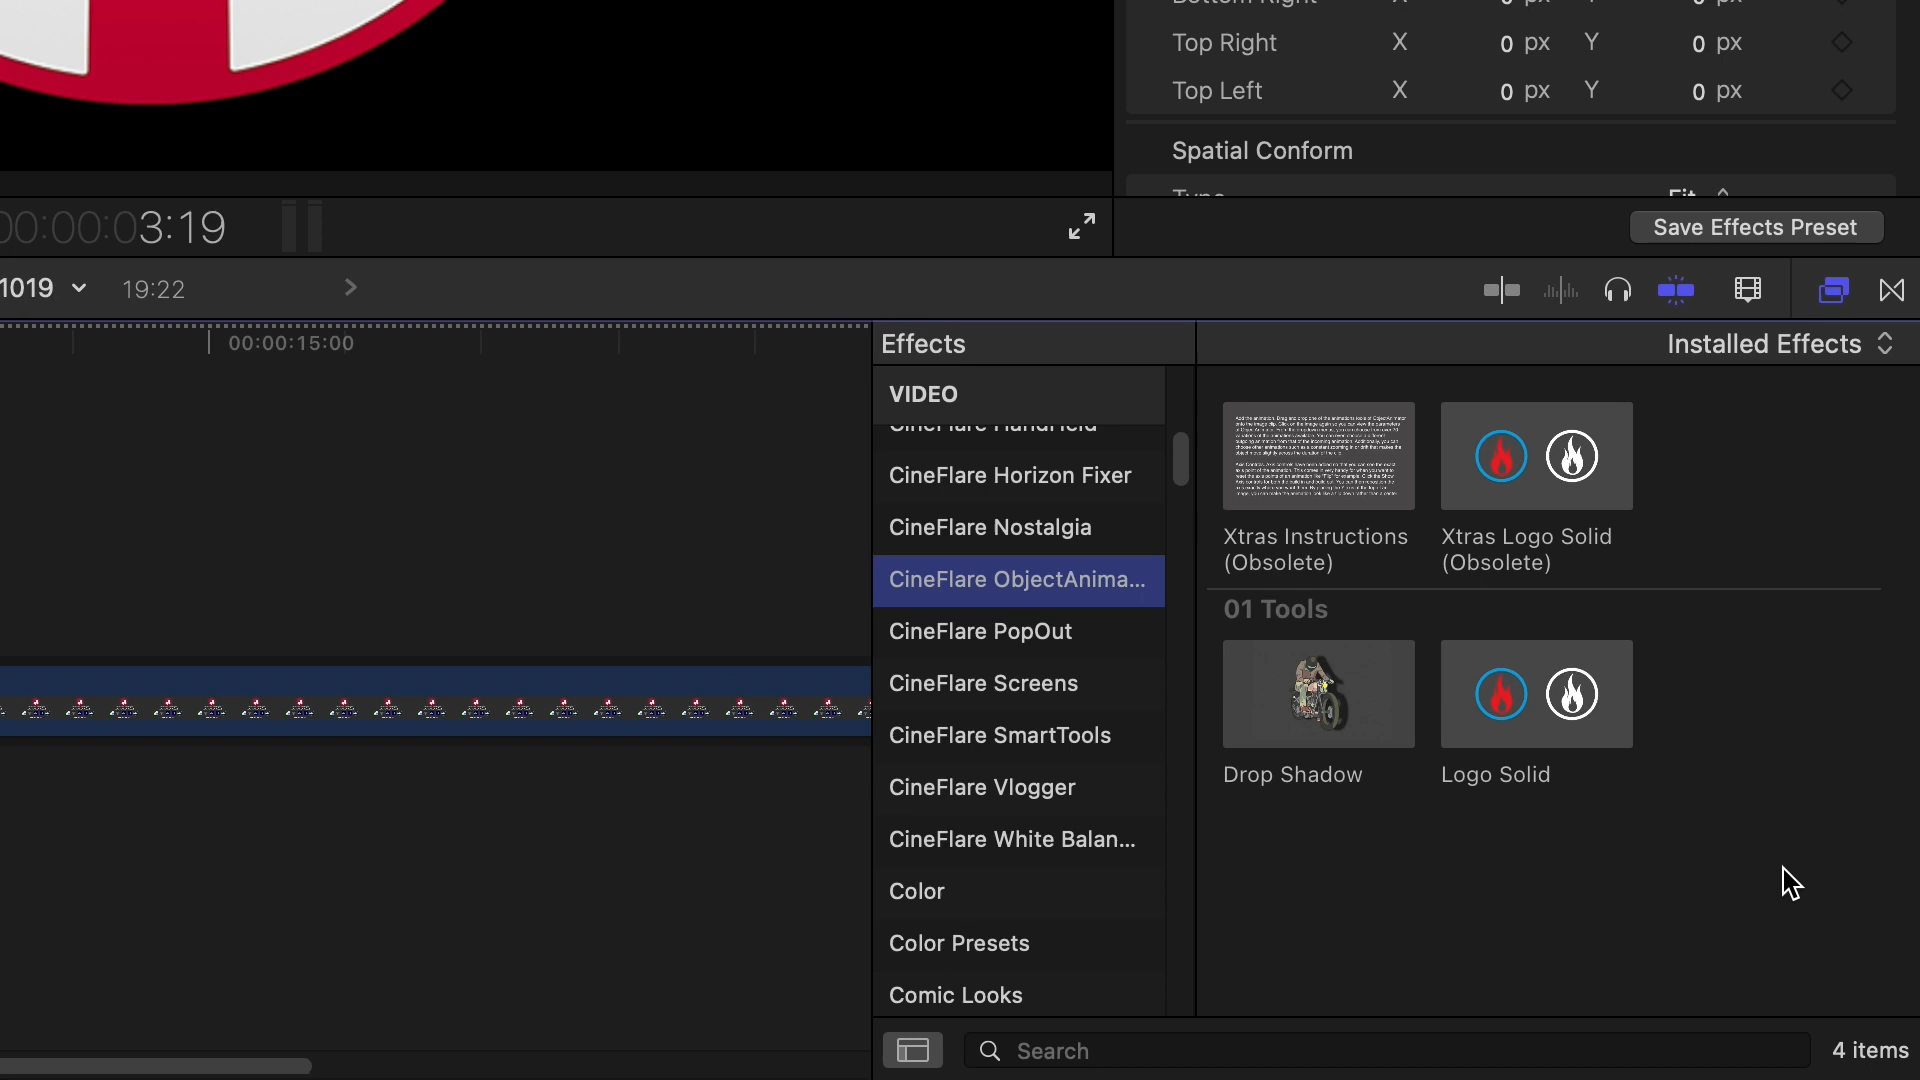 Top Right X 0 px Y 0 px
Top Left X 0 px Y 0 px
Spatial Conform
Type Fit
00:00:03:19
Save Effects Preset
1019 19:22
00:00:15:00
Effects
Installed Effects
VIDEO
CineFlare Horizon Fixer
CineFlare Nostalgia
CineFlare ObjectAnima...
CineFlare PopOut
CineFlare Screens
CineFlare SmartTools
CineFlare Vlogger
CineFlare White Balan...
Color
Color Presets
Comic Looks
Xtras Instructions
(Obsolete)
Xtras Logo Solid
(Obsolete)
01 Tools
Drop Shadow
Logo Solid
Search
4 items